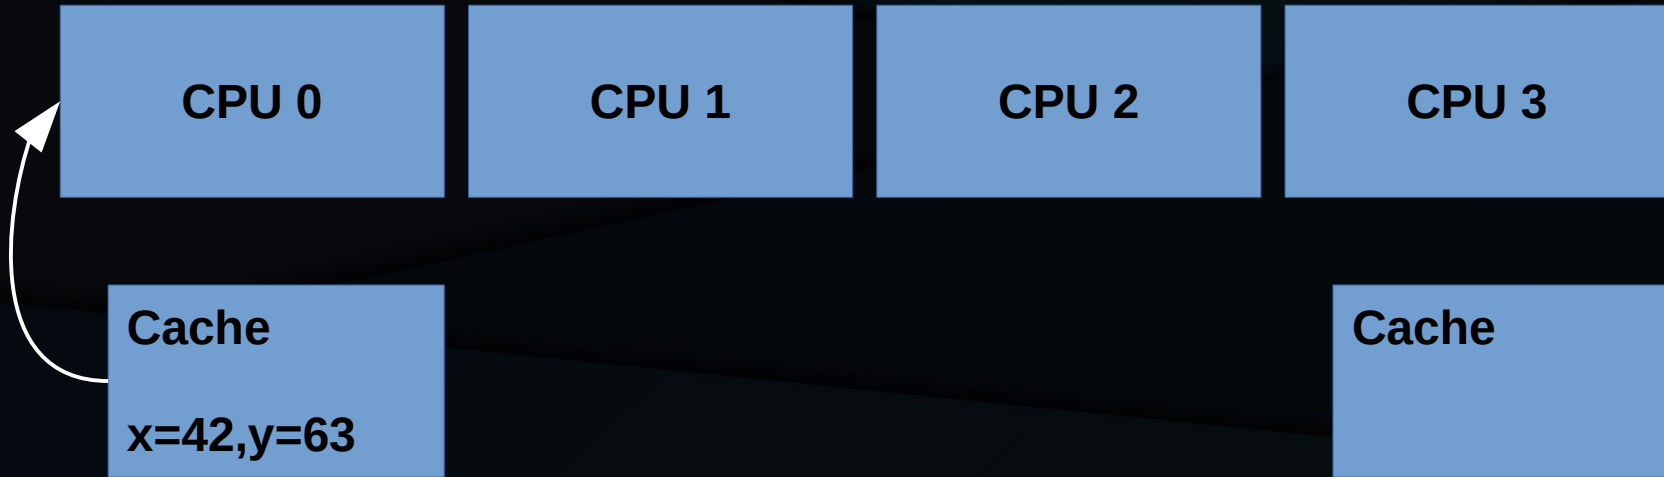 CPU 0
CPU 1
CPU 2
CPU 3
Cache
x=42,y=63
Cache